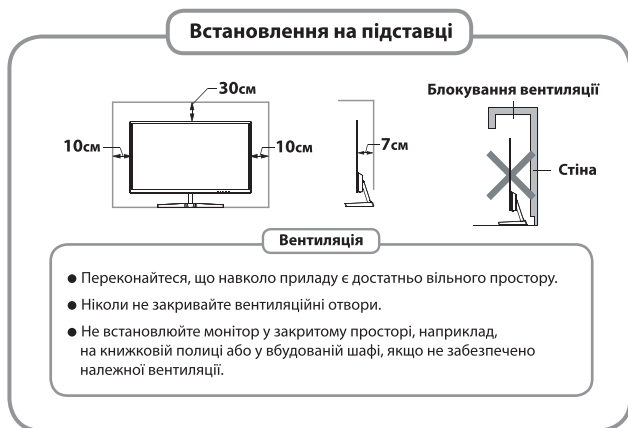 Встановлення на підставці
30см
10см
10см
7см
Блокування вентиляції
Стіна
Вентиляція
● Переконайтеся, що навколо приладу є достатньо вільного простору.
● Ніколи не закривайте вентиляційні отвори.
● Не встановлюйте монітор у закритому просторі, наприклад,
на книжковій полиці або у вбудованій шафі, якщо не забезпечено
належної вентиляції.